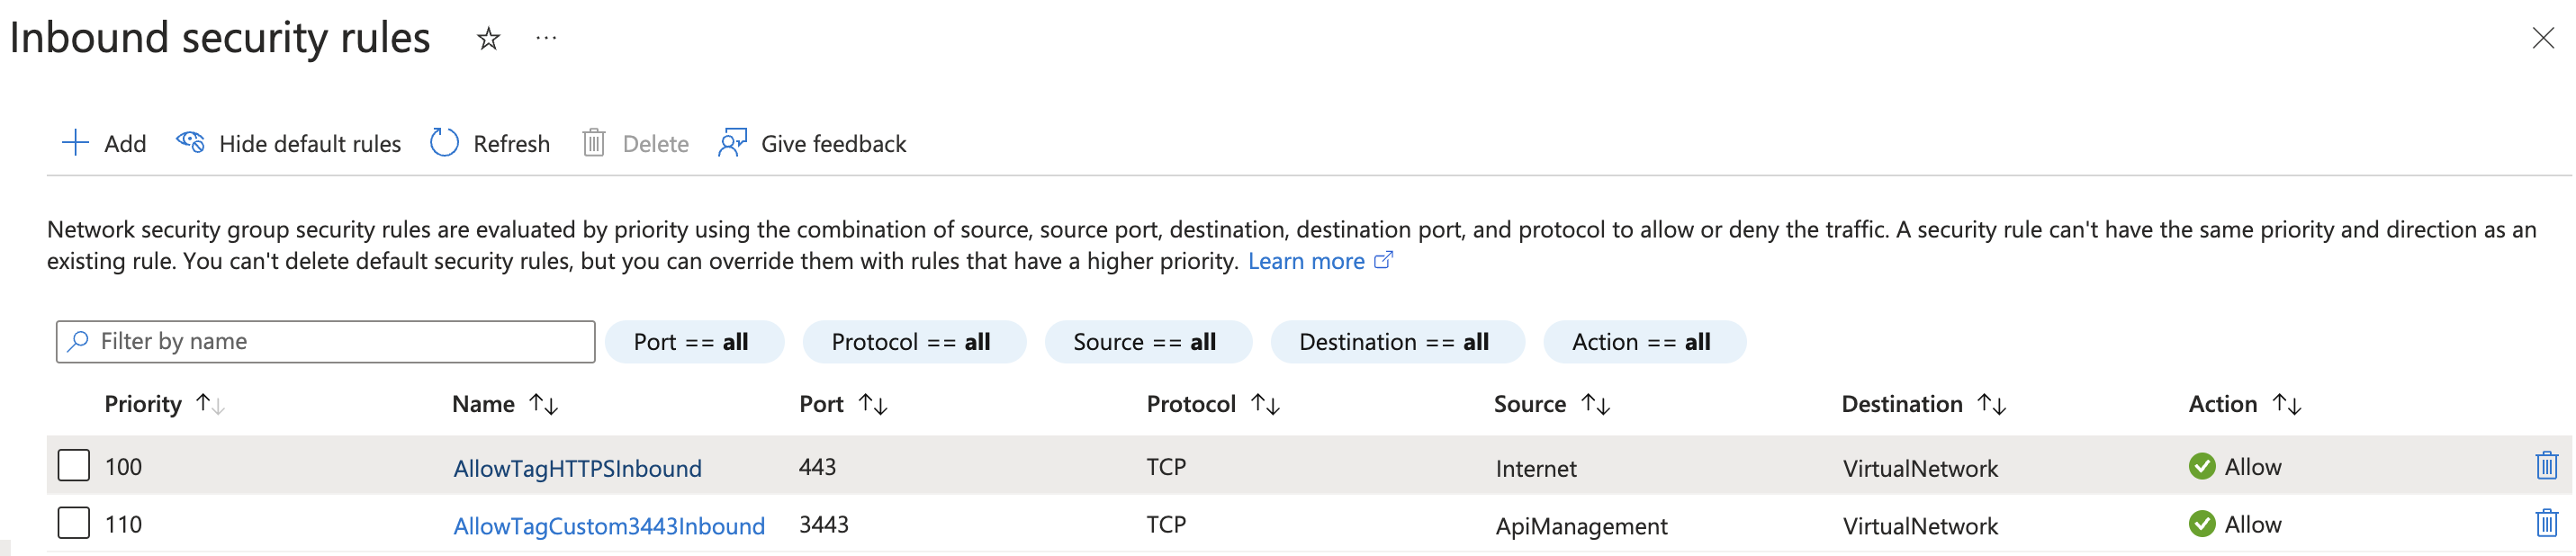 Inbound security rules
Add Hide default rules Refresh Delete Give feedback
Network security group security rules are evaluated by priority using the combination of source, source port, destination, destination port, and protocol to allow or deny the traffic. A security rule can't have the same priority and direction as an
existing rule. You can't delete default security rules, but you can override them with rules that have a higher priority. Learn more
Filter by name Port == all Protocol == all Source == all Destination == all Action == all
Priority Name Port Protocol Source Destination Action
100 AllowTagHTTPSInbound 443 TCP Internet VirtualNetwork Allow
110 AllowTagCustom3443Inbound 3443 TCP ApiManagement VirtualNetwork Allow